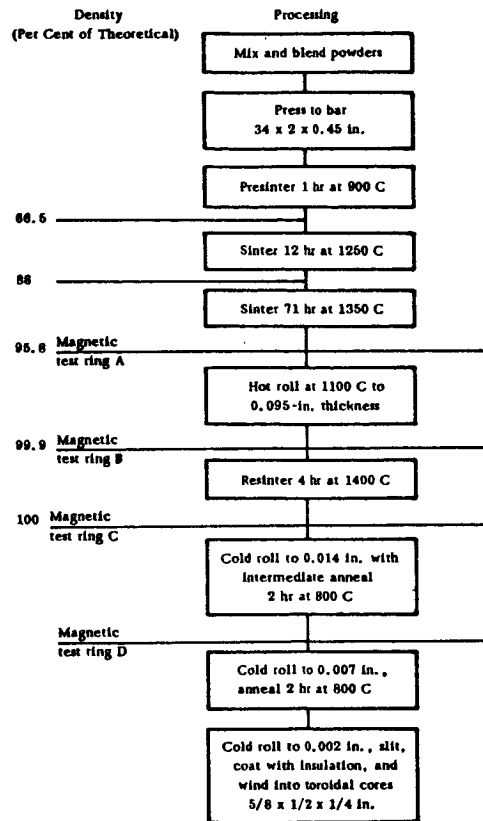 Density
(Per Cent of Theoretical)
Processing
Mix and blend powders
Press to bar
34 x 2 x 0.45 in.
Presinter 1 hr at 900 C
66.5
Sinter 12 hr at 1250 C
88
Sinter 71 hr at 1350 C
95.8 Magnetic
test ring A
Hot roll at 1100 C to
0.095-in. thickness
99.9 Magnetic
test ring B
Resinter 4 hr at 1400 C
100 Magnetic
test ring C
Cold roll to 0.014 in. with
intermediate anneal
2 hr at 800 C
Magnetic
test ring D
Cold roll to 0.007 in.,
anneal 2 hr at 800 C
Cold roll to 0.002 in., slit,
coat with insulation, and
wind into toroidal cores
5/8 x 1/2 x 1/4 in.